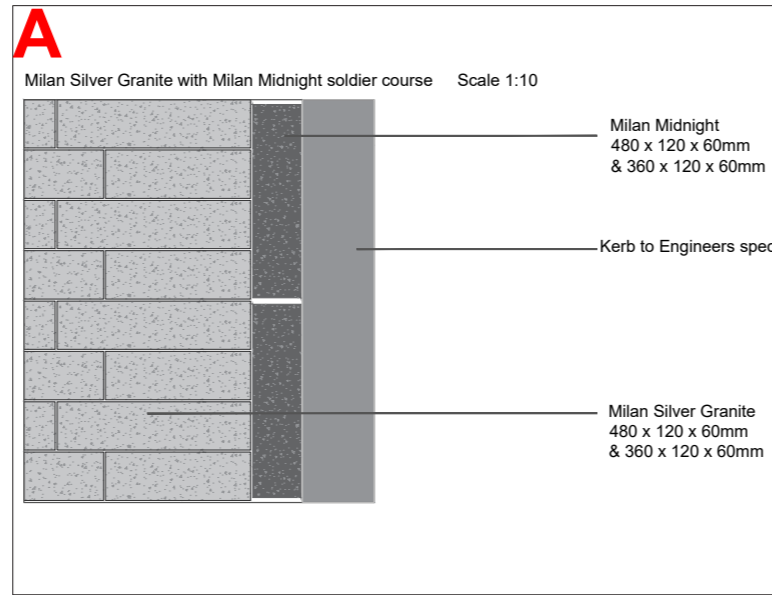 A
Milan Silver Granite with Milan Midnight soldier course Scale 1:10
Milan Midnight
480 x 120 x 60mm
& 360 x 120 x 60mm
Kerb to Engineers spec
Milan Silver Granite
480 x 120 x 60mm
& 360 x 120 x 60mm